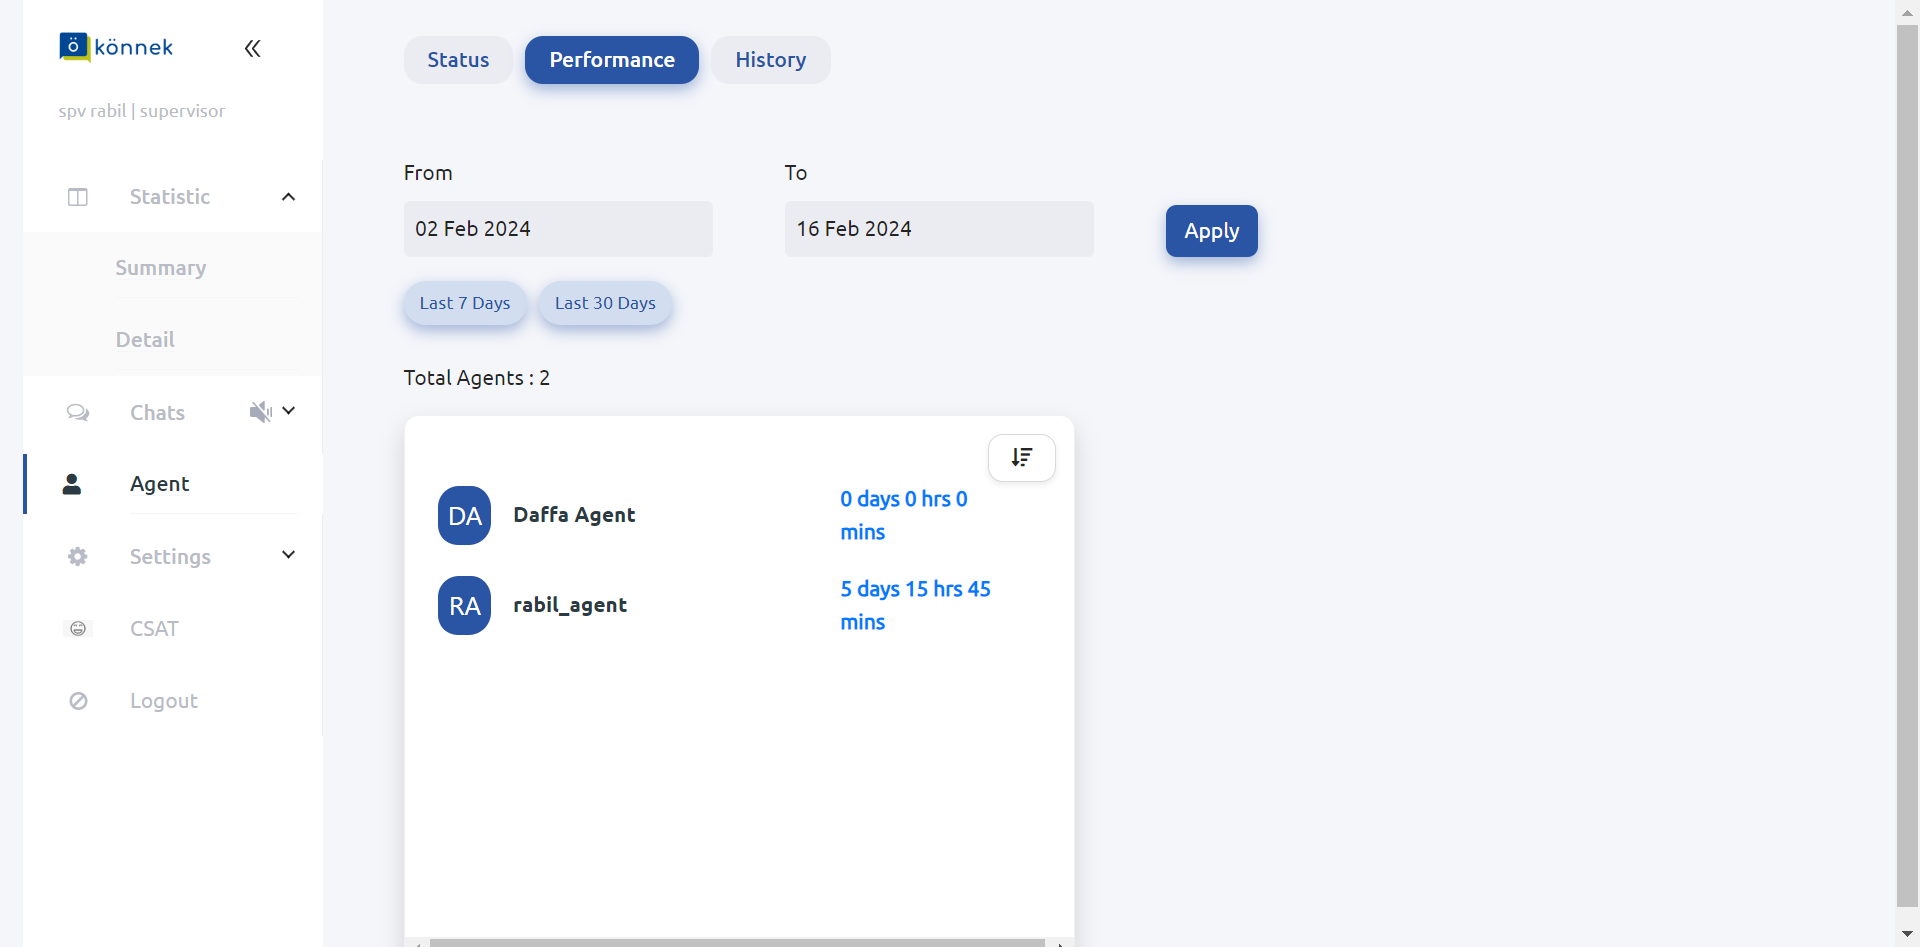 ö könnek
spv rabil | supervisor
Statistic
Summary
Detail
Chats
Agent
Settings
CSAT
Logout
Status Performance History
From To
02 Feb 2024 16 Feb 2024 Apply
Last 7 Days Last 30 Days
Total Agents : 2
DA Daffa Agent 0 days 0 hrs 0
mins
RA rabil_agent 5 days 15 hrs 45
mins